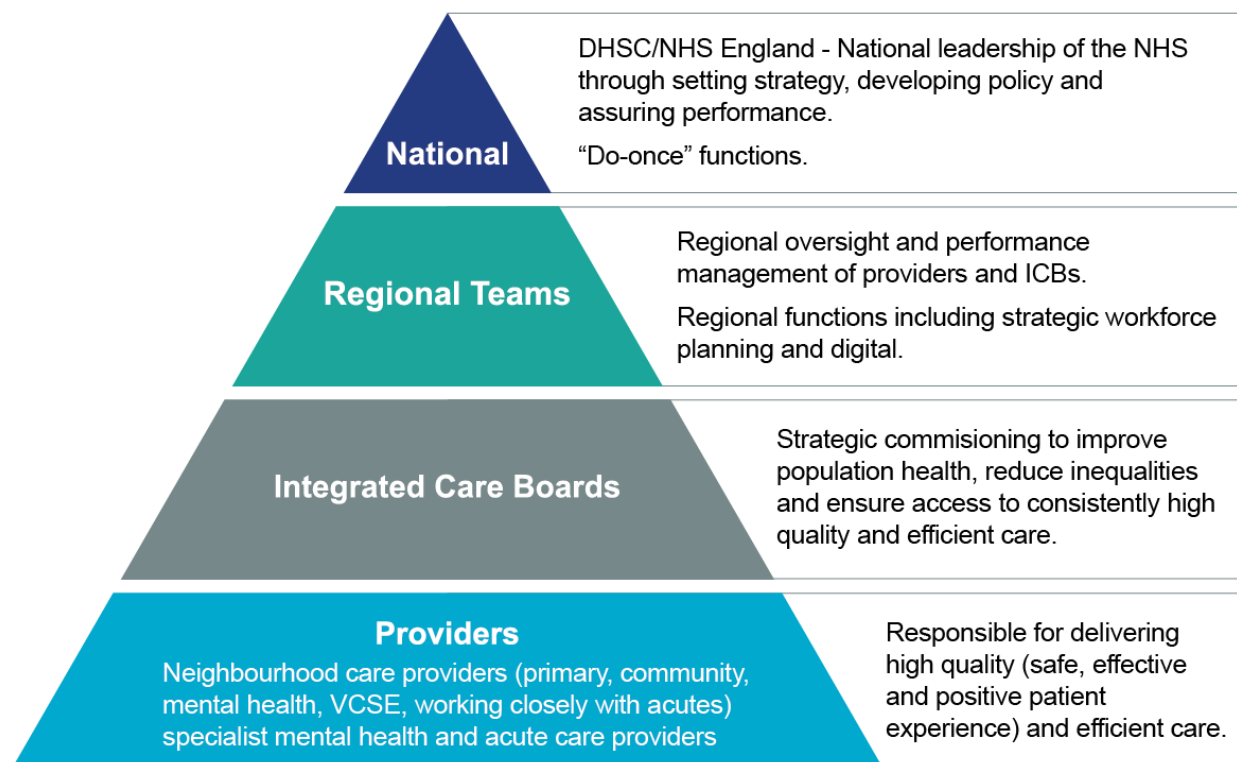 National
DHSC/NHS England - National leadership of the NHS
through setting strategy, developing policy and
assuring performance.
“Do-once” functions.
Regional Teams
Regional oversight and performance
management of providers and ICBs.
Regional functions including strategic workforce
planning and digital.
Integrated Care Boards
Strategic commisioning to improve
population health, reduce inequalities
and ensure access to consistently high
quality and efficient care.
Providers
Neighbourhood care providers (primary, community,
mental health, VCSE, working closely with acutes)
specialist mental health and acute care providers
Responsible for delivering
high quality (safe, effective
and positive patient
experience) and efficient care.